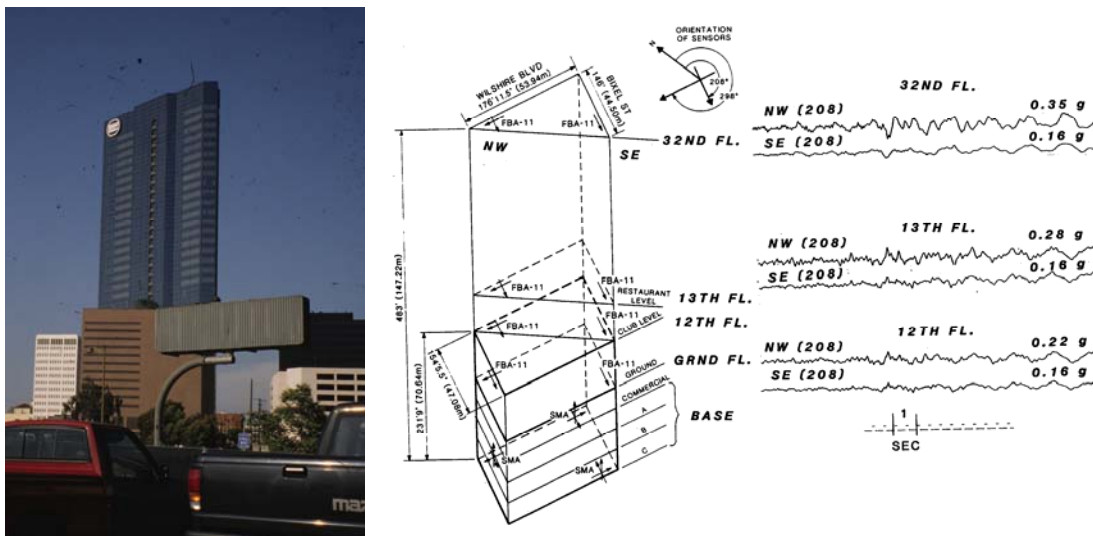 mazda
ORIENTATION
OF SENSORS
N
208°
298°
WILSHIRE BLVD
176'11.5" (53.94m)
BIXEL ST
146' (44.50m)
FBA-11
FBA-11
NW
SE
32ND FL.
483' (147.22m)
FBA-11
FBA-11
RESTAURANT
LEVEL
13TH FL.
FBA-11
FBA-11
CLUB LEVEL
12TH FL.
231'9" (70.64m)
154'5.5" (47.08m)
FBA-11
FBA-11
GRND FL.
GROUND
COMMERCIAL
A
B
C
BASE
SMA
SMA
SMA
32ND FL.
NW (208) 0.35 g
SE (208) 0.16 g
13TH FL.
NW (208) 0.28 g
SE (208) 0.16 g
12TH FL.
NW (208) 0.22 g
SE (208) 0.16 g
1
SEC